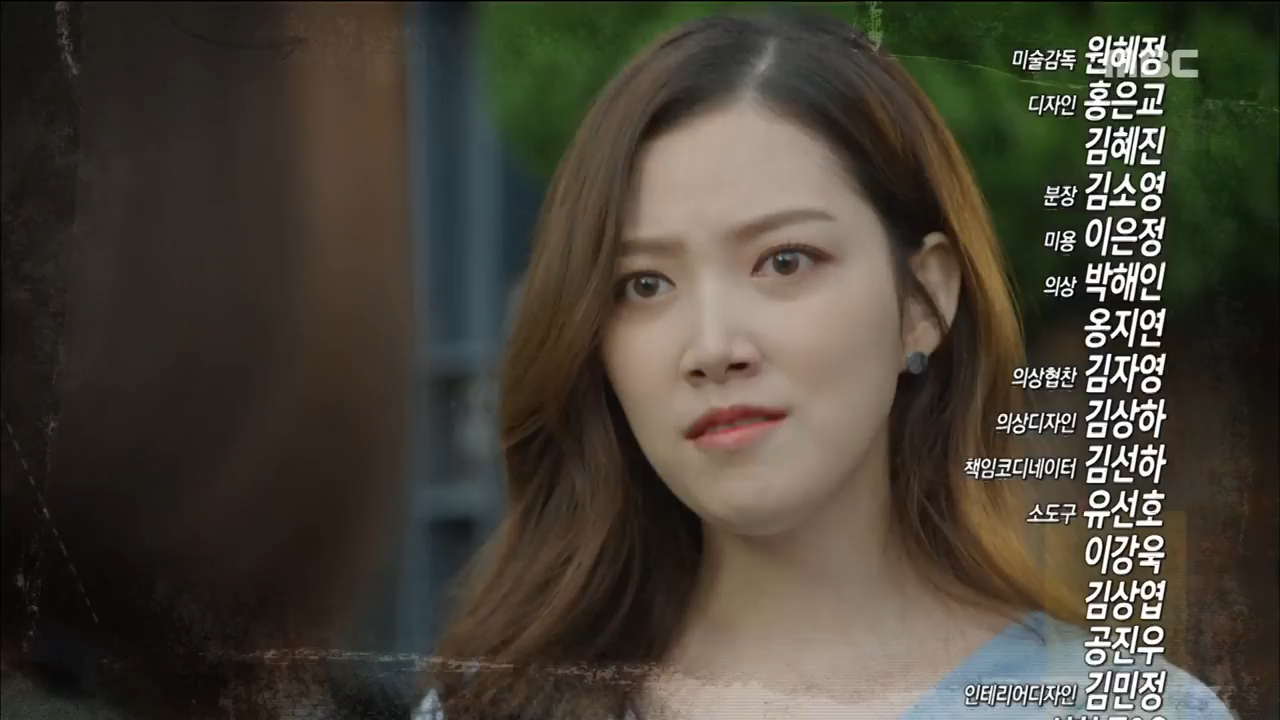 MBC
미술감독 원혜정
디자인 홍은교
김혜진
분장 김소영
미용 이은정
의상 박해인
옹지연
의상협찬 김자영
의상디자인 김상하
책임코디네이터 김선하
소도구 유선호
이강욱
김상엽
공진우
인테리어디자인 김민정